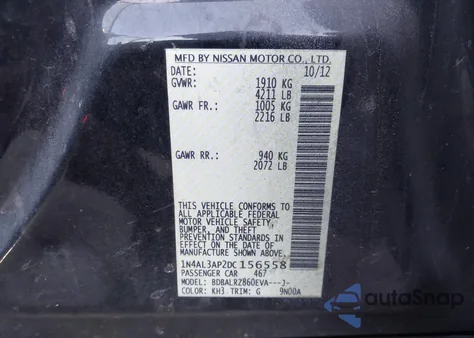 MFD BY NISSAN MOTOR CO., LTD.
DATE: 10/12
GVWR: 1910 KG
4211 LB
GAWR FR.: 1005 KG
2216 LB
GAWR RR.: 940 KG
2072 LB
THIS VEHICLE CONFORMS TO
ALL APPLICABLE FEDERAL
MOTOR VEHICLE SAFETY,
BUMPER, AND THEFT
PREVENTION STANDARDS IN
EFFECT ON THE DATE OF
MANUFACTURE SHOWN ABOVE.
1N4AL3AP2DC156558
PASSENGER CAR 467
MODEL: BDBALRZ860EVA---J-
COLOR: KH3 TRIM: G 9N00A
autoSnap